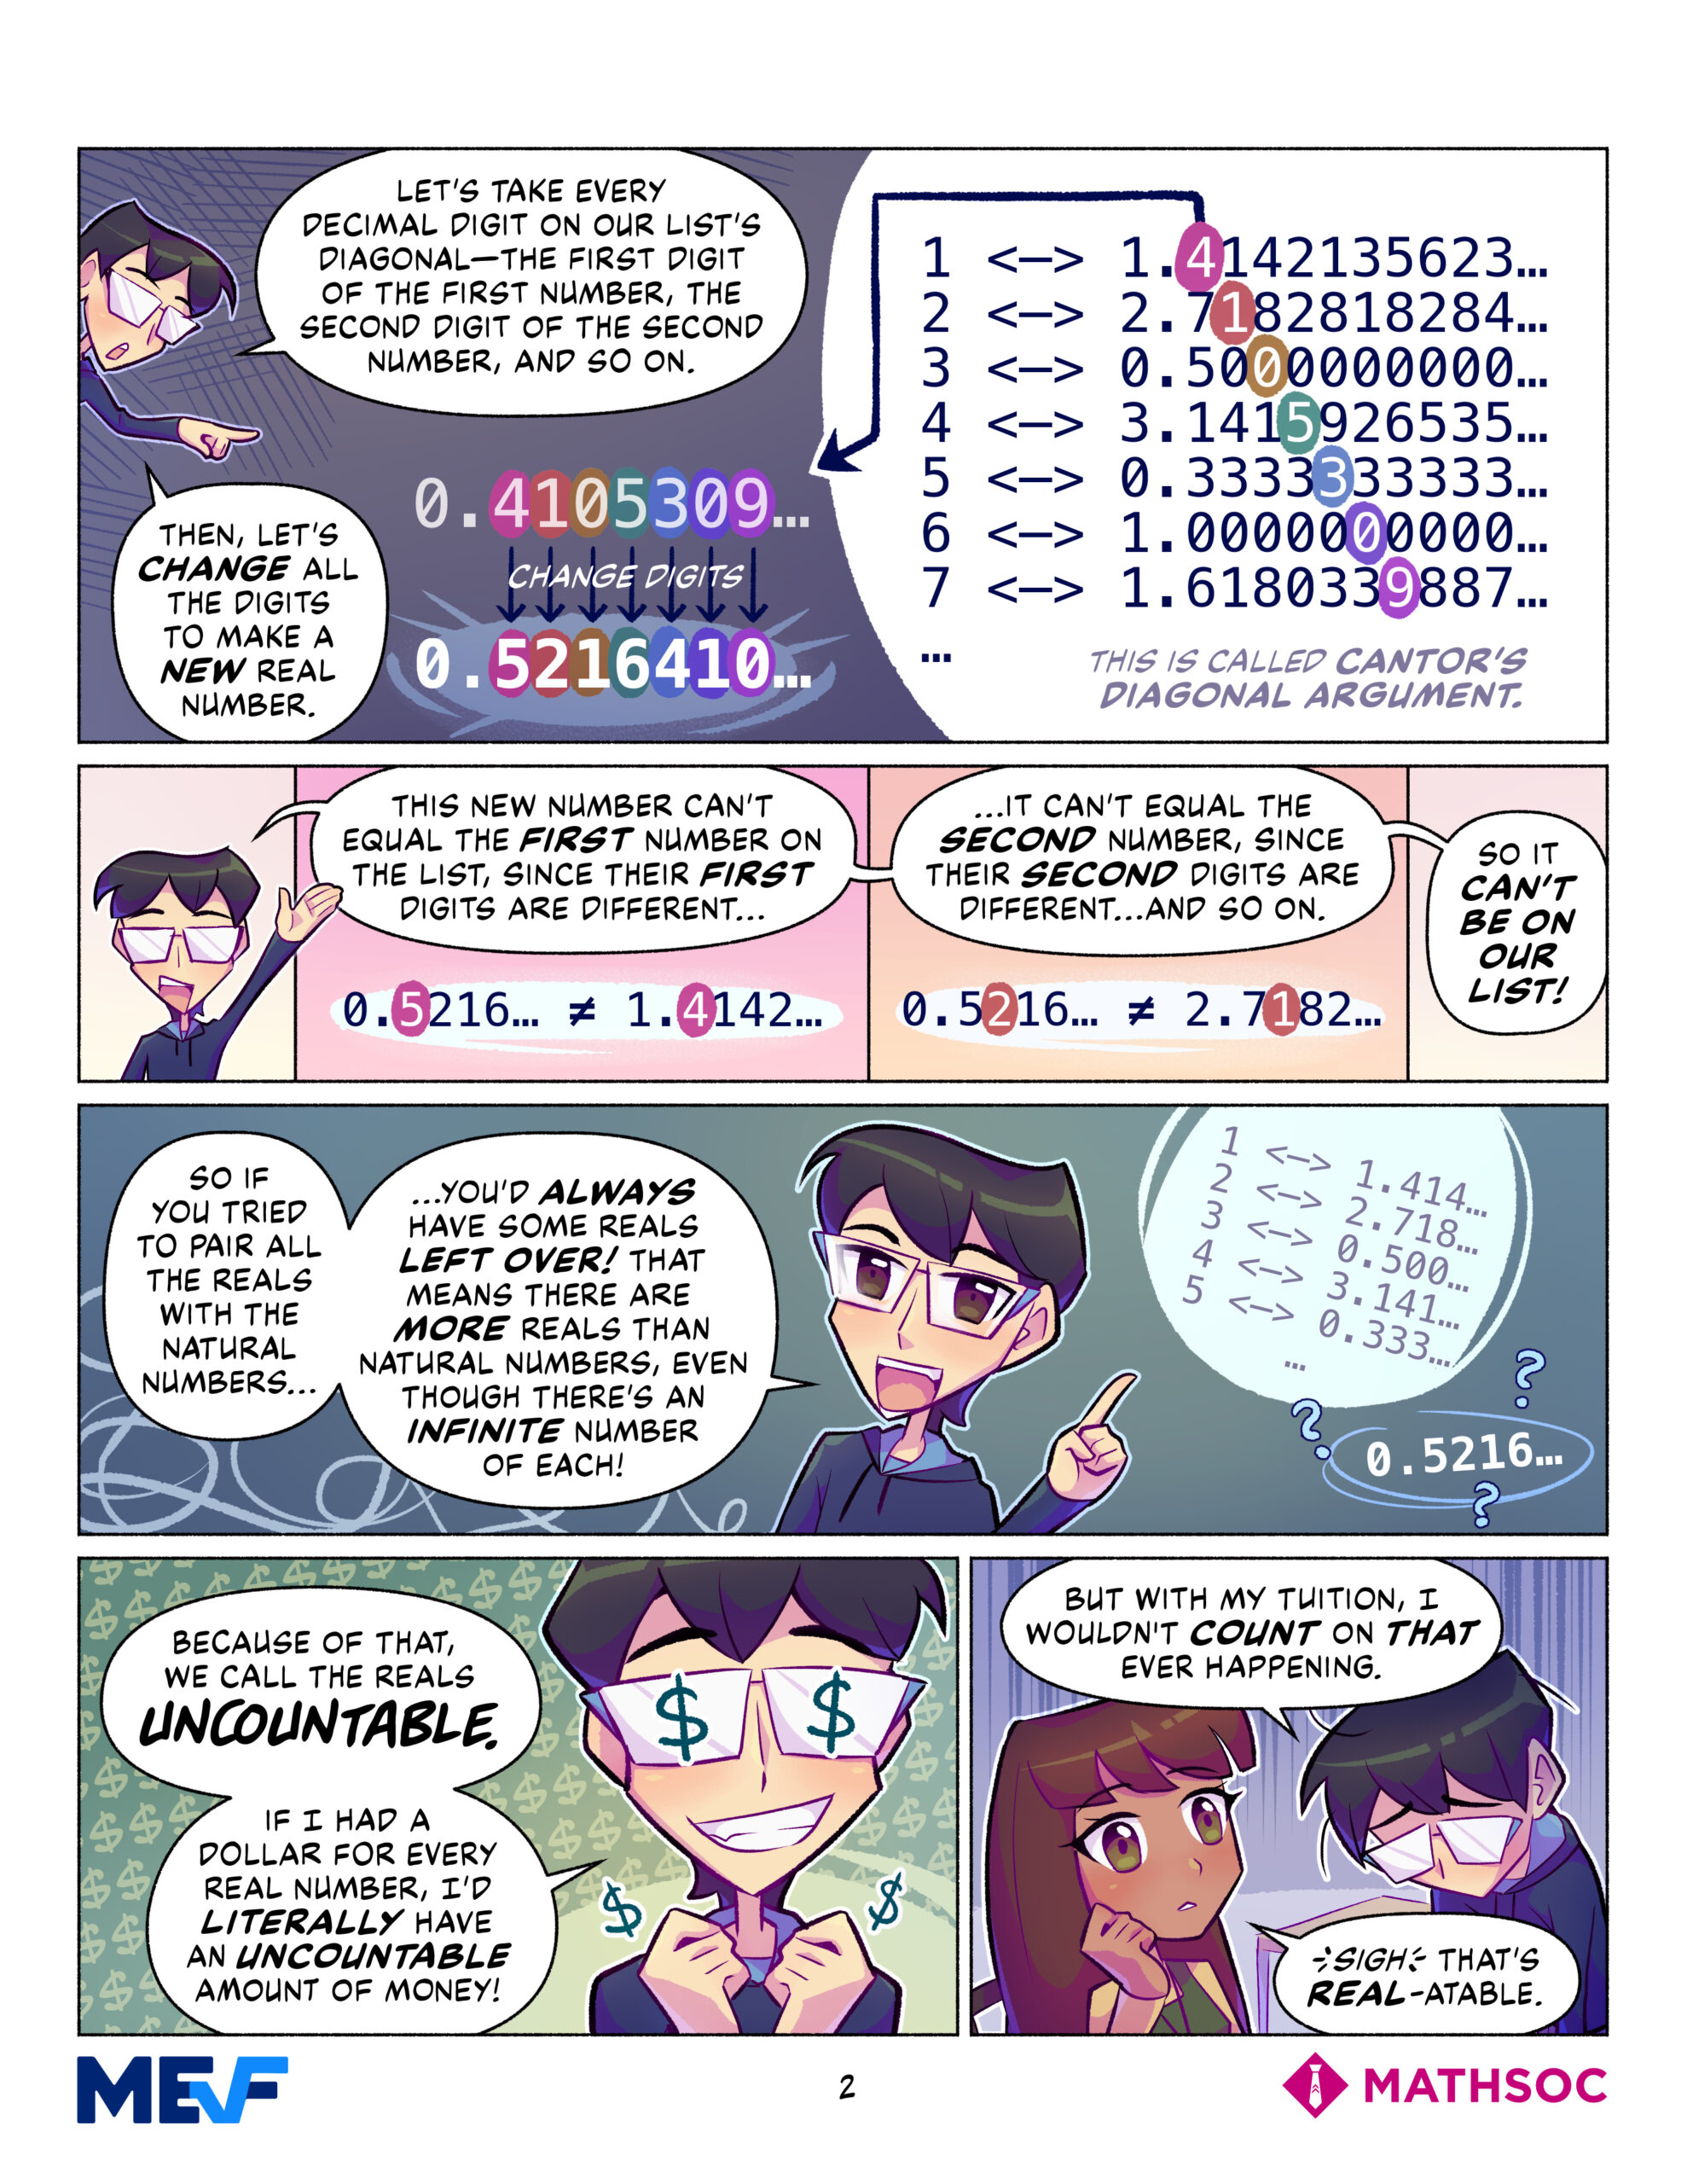 LET'S TAKE EVERY
DECIMAL DIGIT ON OUR LIST'S
DIAGONAL—THE FIRST DIGIT
OF THE FIRST NUMBER, THE
SECOND DIGIT OF THE SECOND
NUMBER, AND SO ON.
1 <—> 1.4142135623...
2 <—> 2.7182818284...
3 <—> 0.5000000000...
4 <—> 3.1415926535...
5 <—> 0.3333333333...
6 <—> 1.0000000000...
7 <—> 1.6180339887...
...
THIS IS CALLED CANTOR'S
DIAGONAL ARGUMENT.
THEN, LET'S
CHANGE ALL
THE DIGITS
TO MAKE A
NEW REAL
NUMBER.
0.4105309...
CHANGE DIGITS
0.5216410...
THIS NEW NUMBER CAN'T
EQUAL THE FIRST NUMBER ON
THE LIST, SINCE THEIR FIRST
DIGITS ARE DIFFERENT...
0.5216... ≠ 1.4142...
...IT CAN'T EQUAL THE
SECOND NUMBER, SINCE
THEIR SECOND DIGITS ARE
DIFFERENT...AND SO ON.
0.5216... ≠ 2.7182...
SO IT
CAN'T
BE ON
OUR
LIST!
SO IF
YOU TRIED
TO PAIR ALL
THE REALS
WITH THE
NATURAL
NUMBERS...
...YOU'D ALWAYS
HAVE SOME REALS
LEFT OVER! THAT
MEANS THERE ARE
MORE REALS THAN
NATURAL NUMBERS, EVEN
THOUGH THERE'S AN
INFINITE NUMBER
OF EACH!
1 <—> 1.414...
2 <—> 2.718...
3 <—> 0.500...
4 <—> 3.141...
5 <—> 0.333...
...
? ? ?
0.5216...
BECAUSE OF THAT,
WE CALL THE REALS
UNCOUNTABLE.
IF I HAD A
DOLLAR FOR EVERY
REAL NUMBER, I'D
LITERALLY HAVE
AN UNCOUNTABLE
AMOUNT OF MONEY!
$ $
$ $
BUT WITH MY TUITION, I
WOULDN'T COUNT ON THAT
EVER HAPPENING.
SIGH THAT'S
REAL-ATABLE.
MEF
2
MATHSOC